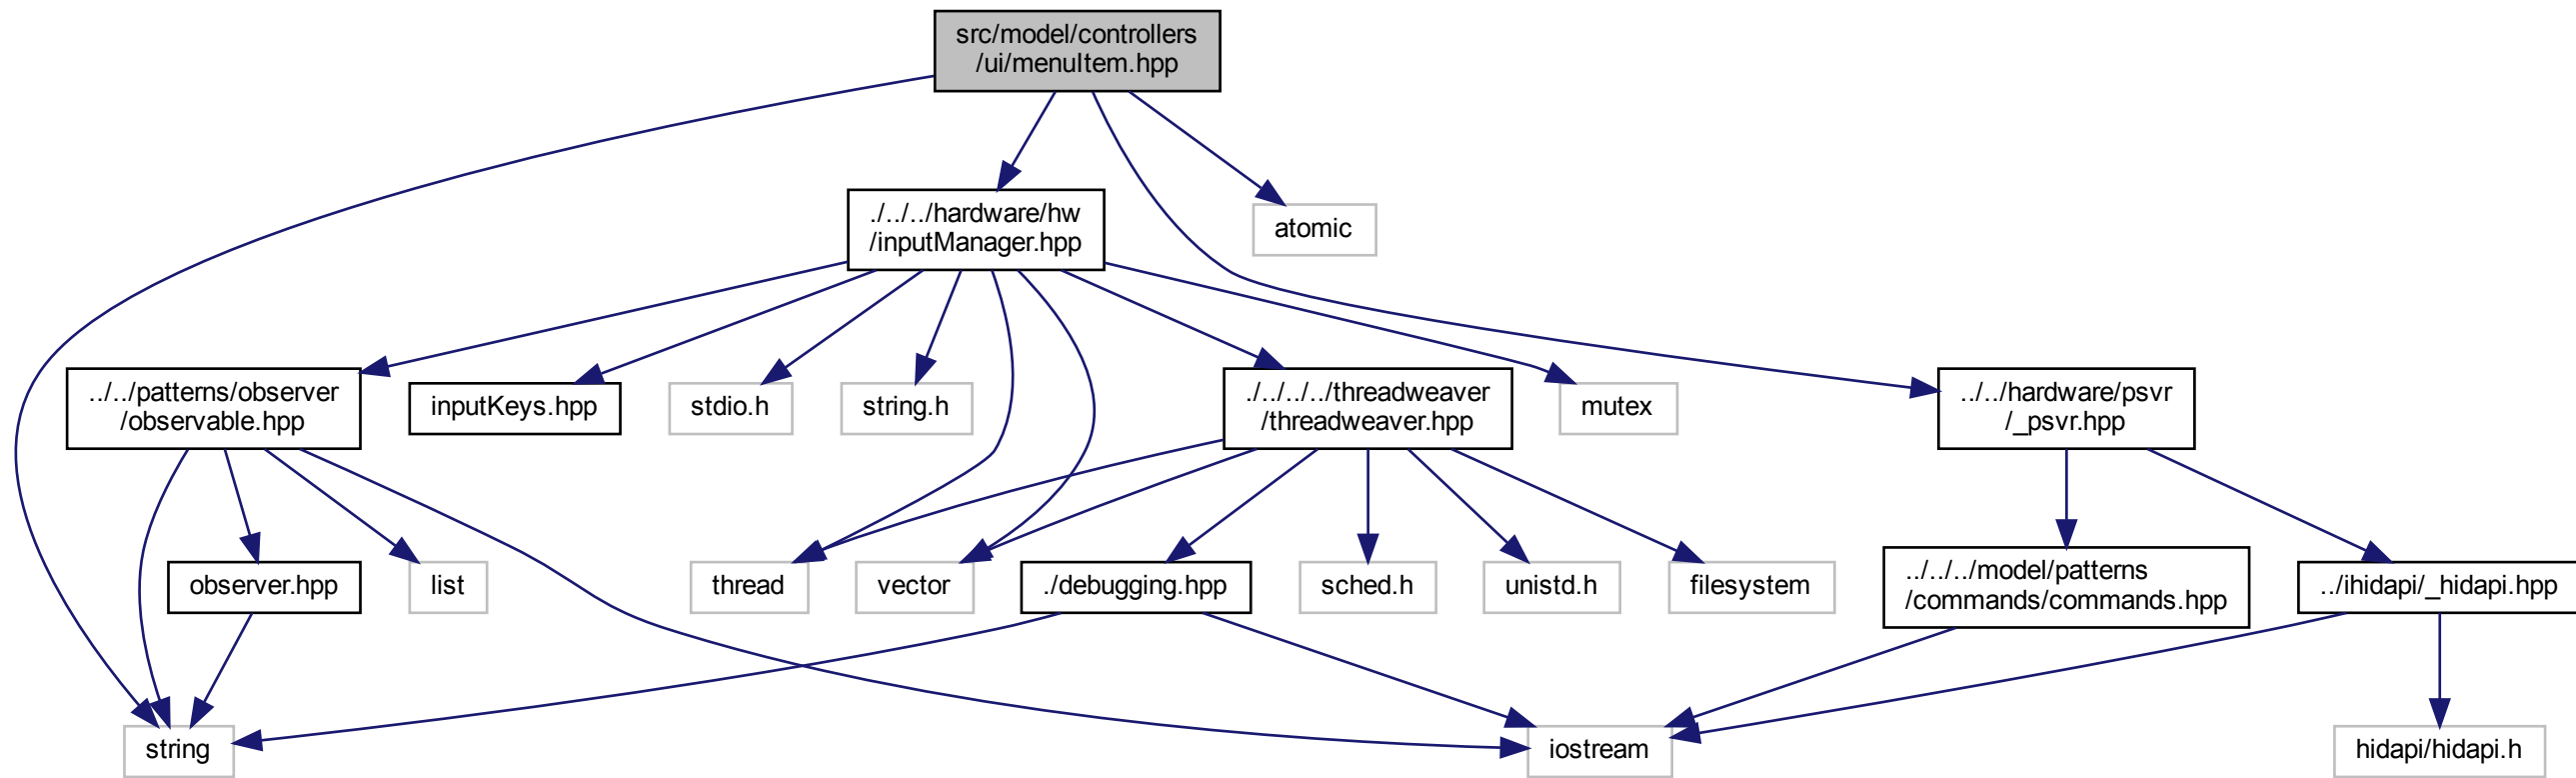 src/model/controllers
/ui/menuItem.hpp
./../../hardware/hw
/inputManager.hpp
atomic
../../patterns/observer
/observable.hpp
inputKeys.hpp
stdio.h
string.h
./../../../threadweaver
/threadweaver.hpp
mutex
../../hardware/psvr
/_psvr.hpp
observer.hpp
list
thread
vector
./debugging.hpp
sched.h
unistd.h
filesystem
../../../model/patterns
/commands/commands.hpp
../ihidapi/_hidapi.hpp
string
iostream
hidapi/hidapi.h